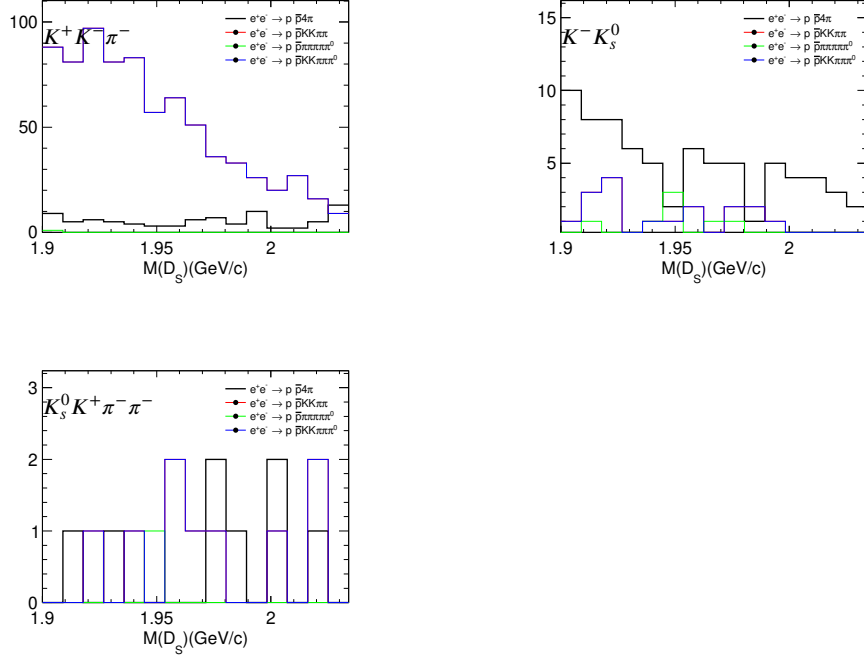 100
50
0
K⁺K⁻π⁻
e⁺e⁻ → p p̅4π
e⁺e⁻ → p p̅KKππ
e⁺e⁻ → p p̅πππππ⁰
e⁺e⁻ → p p̅KKπππ⁰
1.9 1.95 2
M(D_S)(GeV/c)
15
10
5
K⁻K_s⁰
e⁺e⁻ → p p̅4π
e⁺e⁻ → p p̅KKππ
e⁺e⁻ → p p̅πππππ⁰
e⁺e⁻ → p p̅KKπππ⁰
1.9 1.95 2
M(D_S)(GeV/c)
3
2
1
0
K_s⁰K⁺π⁻π⁻
e⁺e⁻ → p p̅4π
e⁺e⁻ → p p̅KKππ
e⁺e⁻ → p p̅πππππ⁰
e⁺e⁻ → p p̅KKπππ⁰
1.9 1.95 2
M(D_S)(GeV/c)